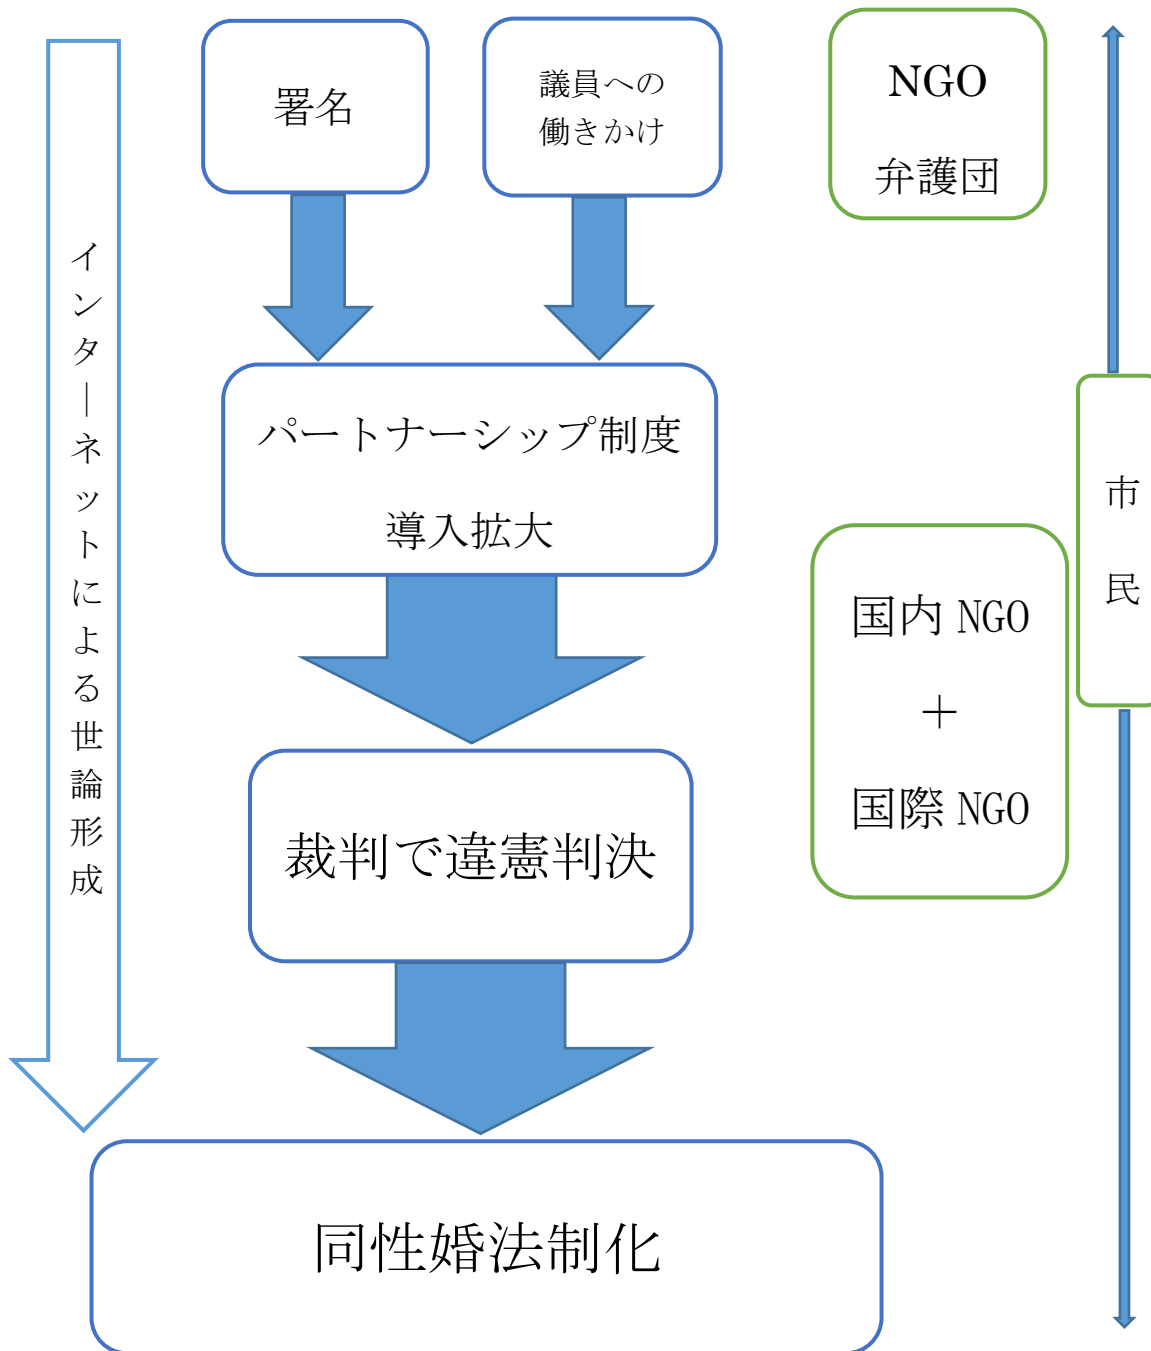 署名
議員への
働きかけ
NGO
弁護団
インターネットによる世論形成
パートナーシップ制度
導入拡大
市民
国内 NGO
＋
国際 NGO
裁判で違憲判決
同性婚法制化